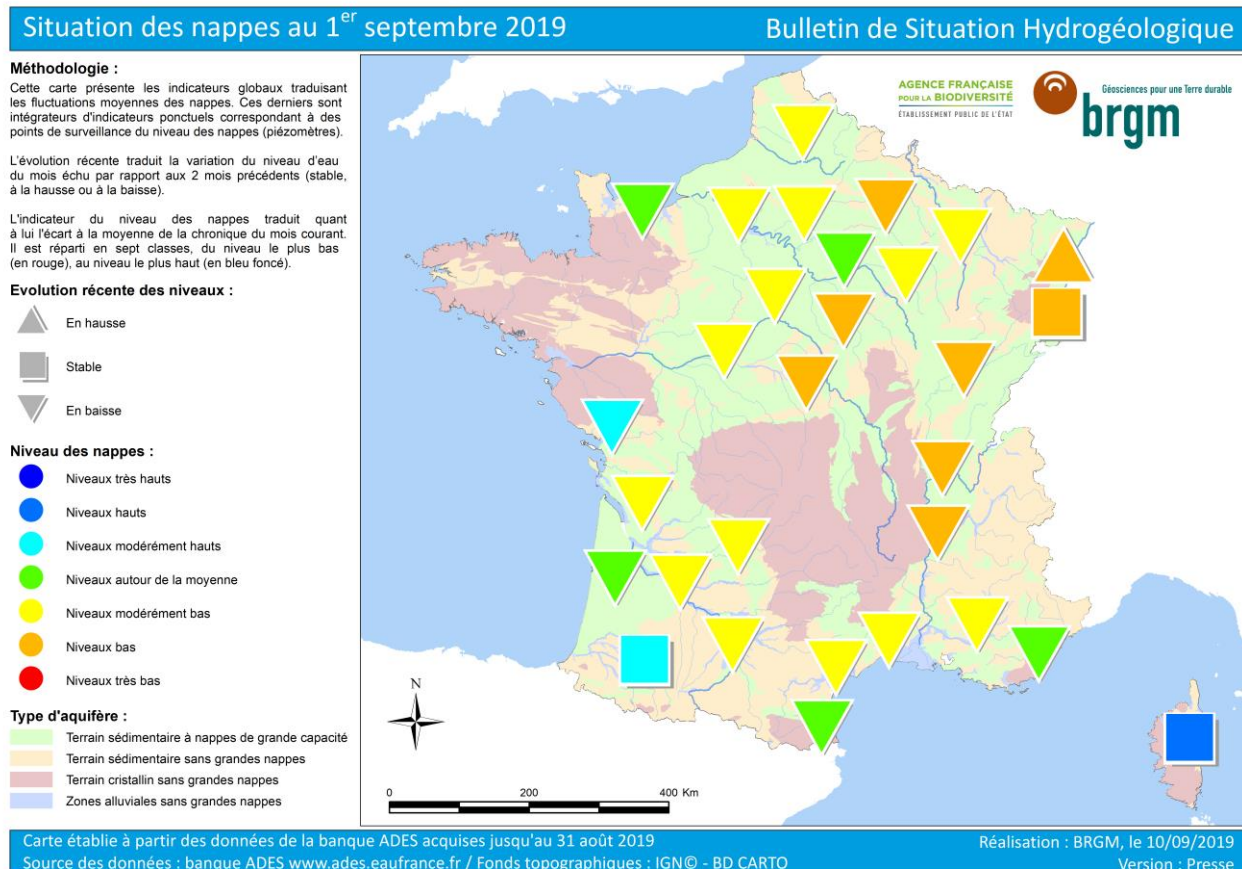 Situation des nappes au 1er septembre 2019
Bulletin de Situation Hydrogéologique
Méthodologie :
Cette carte présente les indicateurs globaux traduisant
les fluctuations moyennes des nappes. Ces derniers sont
intégrateurs d'indicateurs ponctuels correspondant à des
points de surveillance du niveau des nappes (piézomètres).
L'évolution récente traduit la variation du niveau d'eau
du mois échu par rapport aux 2 mois précédents (stable,
à la hausse ou à la baisse).
L'indicateur du niveau des nappes traduit quant
à lui l'écart à la moyenne de la chronique du mois courant.
Il est réparti en sept classes, du niveau le plus bas
(en rouge), au niveau le plus haut (en bleu foncé).
Evolution récente des niveaux :
En hausse
Stable
En baisse
Niveau des nappes :
Niveaux très hauts
Niveaux hauts
Niveaux modérément hauts
Niveaux autour de la moyenne
Niveaux modérément bas
Niveaux bas
Niveaux très bas
Type d'aquifère :
Terrain sédimentaire à nappes de grande capacité
Terrain sédimentaire sans grandes nappes
Terrain cristallin sans grandes nappes
Zones alluviales sans grandes nappes
AGENCE FRANÇAISE
POUR LA BIODIVERSITÉ
ÉTABLISSEMENT PUBLIC DE L'ÉTAT
Géosciences pour une Terre durable
brgm
N
0 200 400 Km
Carte établie à partir des données de la banque ADES acquises jusqu'au 31 août 2019
Source des données : banque ADES www.ades.eaufrance.fr / Fonds topographiques : IGN© - BD CARTO
Réalisation : BRGM, le 10/09/2019
Version : Presse